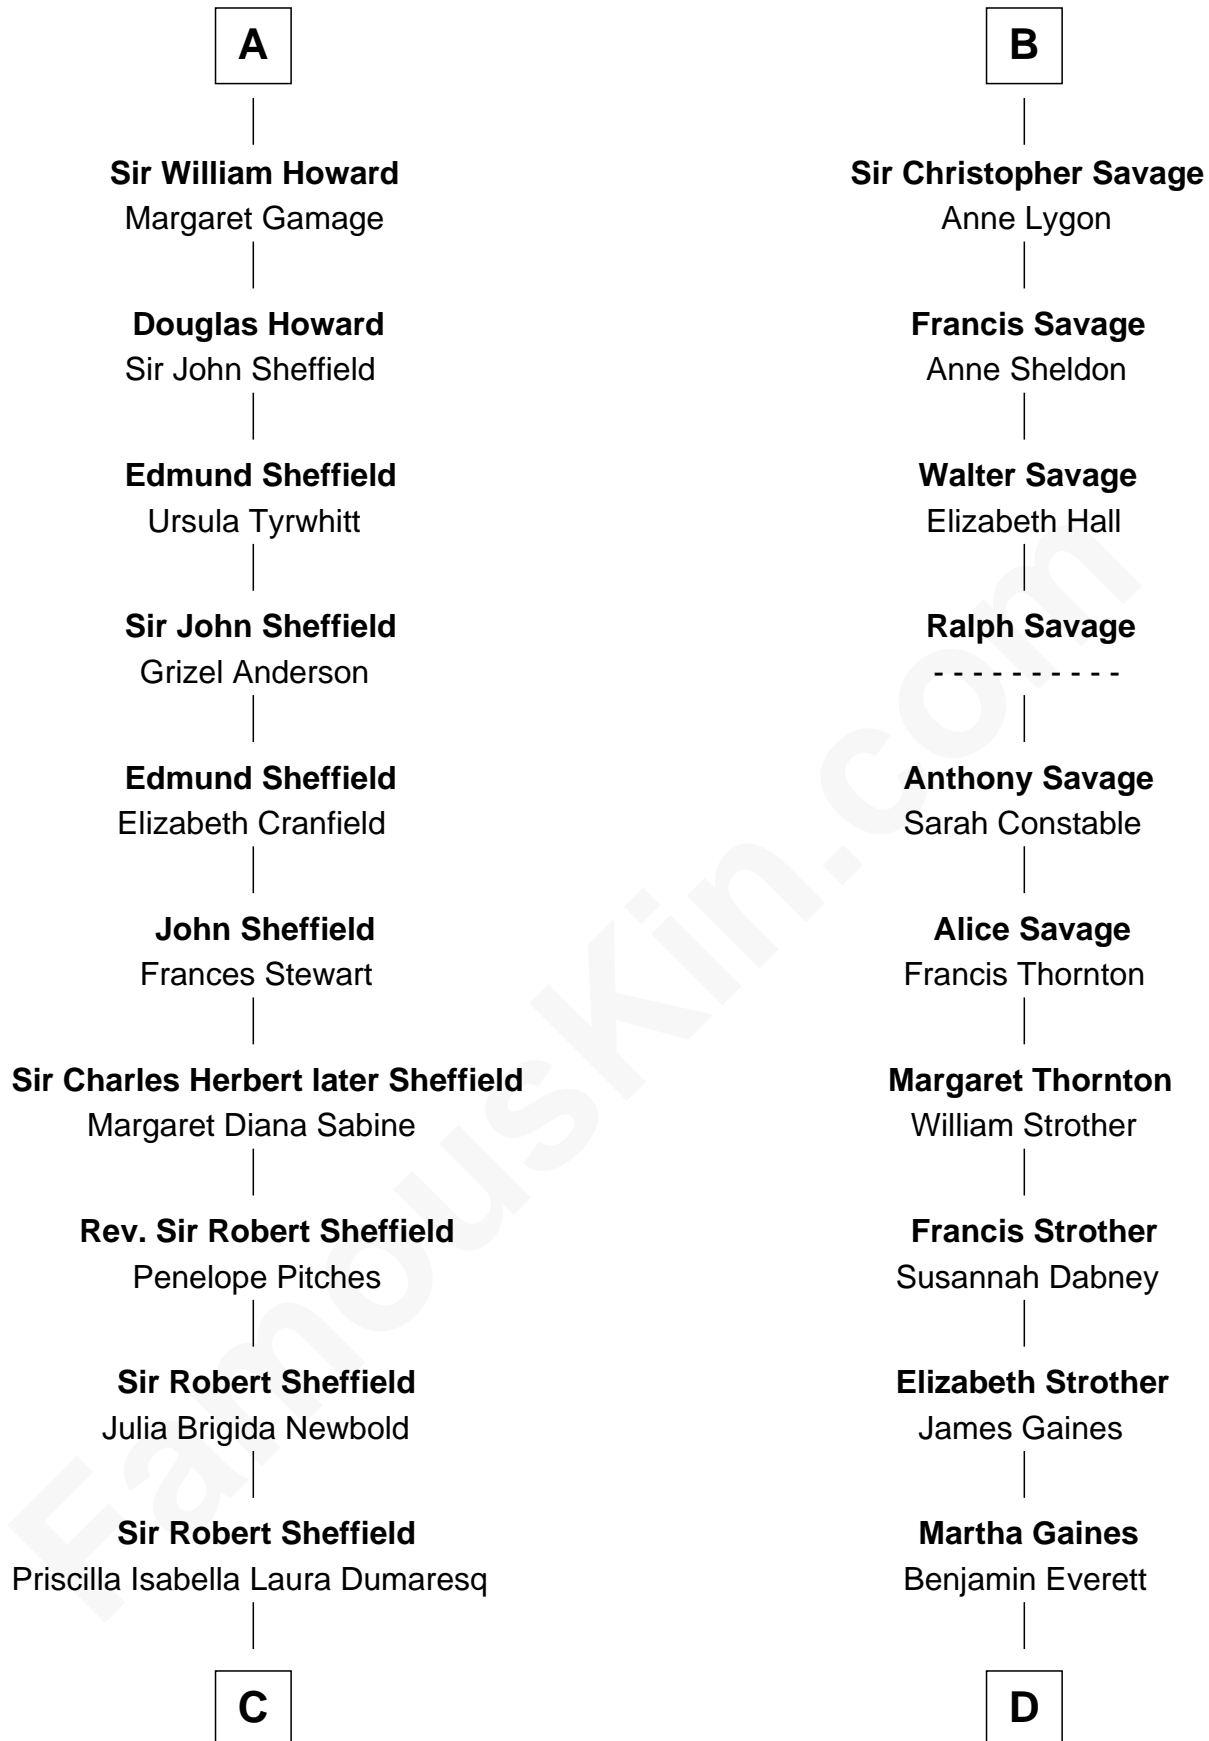 A
Sir William Howard
Margaret Gamage
Douglas Howard
Sir John Sheffield
Edmund Sheffield
Ursula Tyrwhitt
Sir John Sheffield
Grizel Anderson
Edmund Sheffield
Elizabeth Cranfield
John Sheffield
Frances Stewart
Sir Charles Herbert later Sheffield
Margaret Diana Sabine
Rev. Sir Robert Sheffield
Penelope Pitches
Sir Robert Sheffield
Julia Brigida Newbold
Sir Robert Sheffield
Priscilla Isabella Laura Dumaresq
C
B
Sir Christopher Savage
Anne Lygon
Francis Savage
Anne Sheldon
Walter Savage
Elizabeth Hall
Ralph Savage
- - - - - - - - - -
Anthony Savage
Sarah Constable
Alice Savage
Francis Thornton
Margaret Thornton
William Strother
Francis Strother
Susannah Dabney
Elizabeth Strother
James Gaines
Martha Gaines
Benjamin Everett
D
FamousKin.com